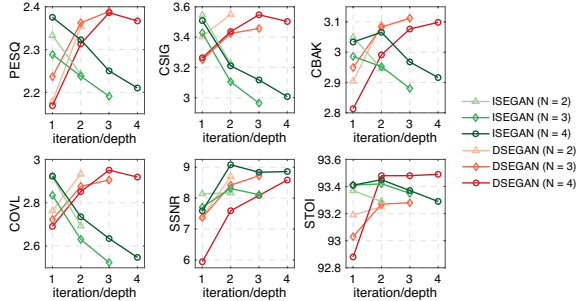 PESQ
2.4
2.3
2.2
1 2 3 4
iteration/depth
CSIG
3.4
3.2
3
1 2 3 4
iteration/depth
CBAK
3.1
3
2.9
2.8
1 2 3 4
iteration/depth
COVL
3
2.8
2.6
1 2 3 4
iteration/depth
SSNR
9
8
7
6
1 2 3 4
iteration/depth
STOI
93.6
93.4
93.2
93
92.8
1 2 3 4
iteration/depth
ISEGAN (N = 2)
ISEGAN (N = 3)
ISEGAN (N = 4)
DSEGAN (N = 2)
DSEGAN (N = 3)
DSEGAN (N = 4)